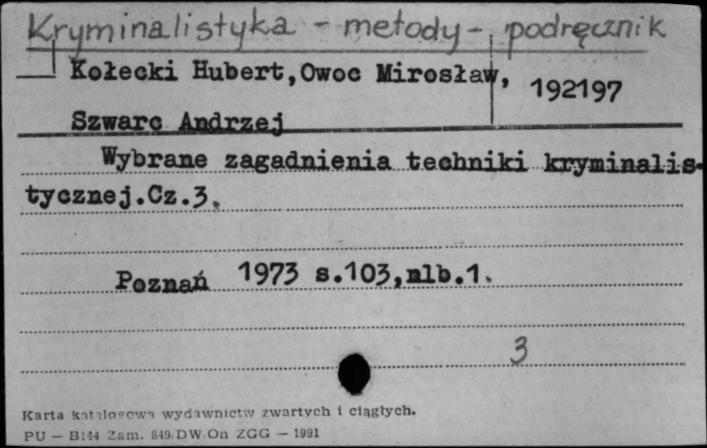 Kryminalistyka - metody - podręcznik
Kołecki Hubert,Owoc Mirosław,
192197
Szwarc Andrzej
Wybrane zagadnienia techniki kryminalis-
tycznej.Cz.3.
Poznań 1973 s.103,nlb.1.
3
Karta katalogowa wydawnictw zwartych i ciągłych.
PU — B144 Zam. 849/DW/On ZGG — 1991